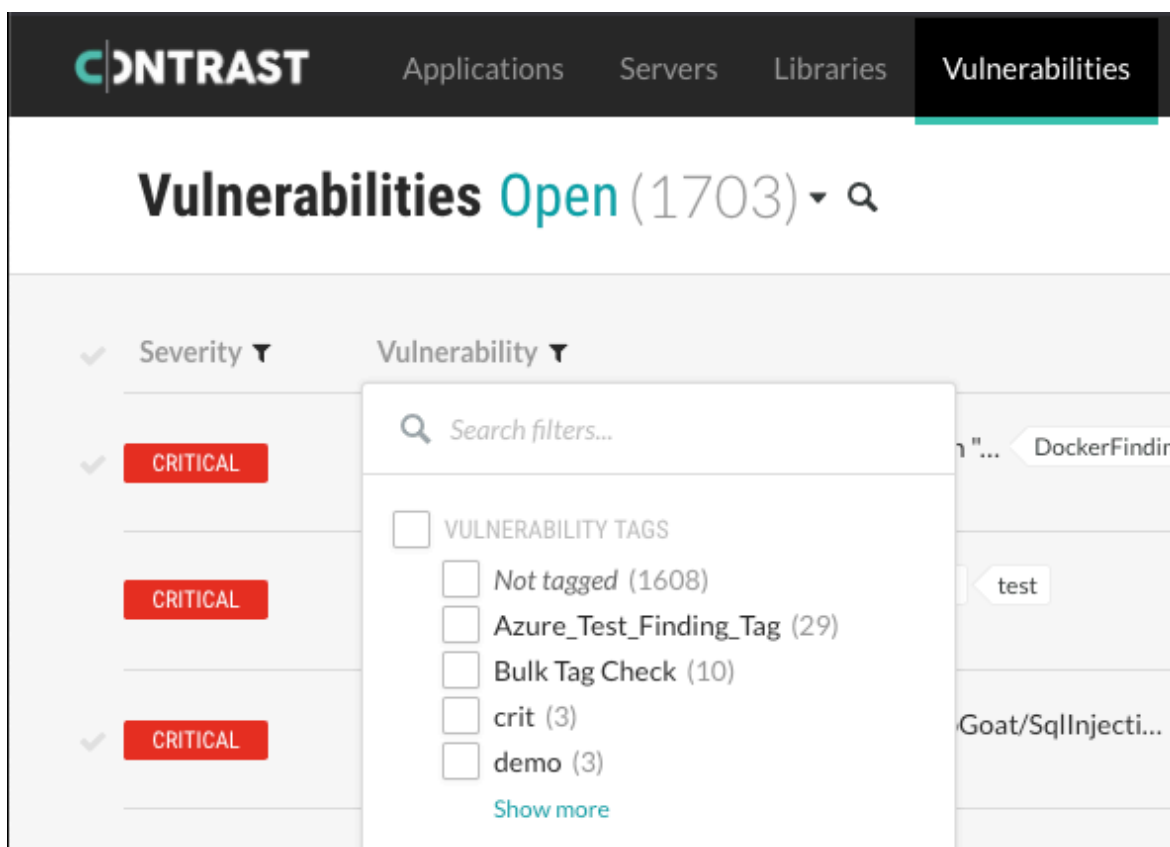 CONTRAST Applications Servers Libraries Vulnerabilities
Vulnerabilities Open (1703)
Severity Vulnerability
Search filters...
CRITICAL "... DockerFindin
VULNERABILITY TAGS
Not tagged (1608)
CRITICAL test
Azure_Test_Finding_Tag (29)
Bulk Tag Check (10)
crit (3)
Goat/SqlInjecti...
CRITICAL
demo (3)
Show more